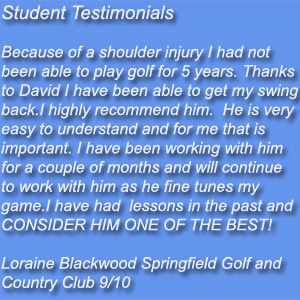 Student Testimonials
Because of a shoulder injury I had not
been able to play golf for 5 years. Thanks
to David I have been able to get my swing
back.I highly recommend him.  He is very
easy to understand and for me that is
important. I have been working with him
for a couple of months and will continue
to work with him as he fine tunes my
game.I have had  lessons in the past and
CONSIDER HIM ONE OF THE BEST!
Loraine Blackwood Springfield Golf and
Country Club 9/10